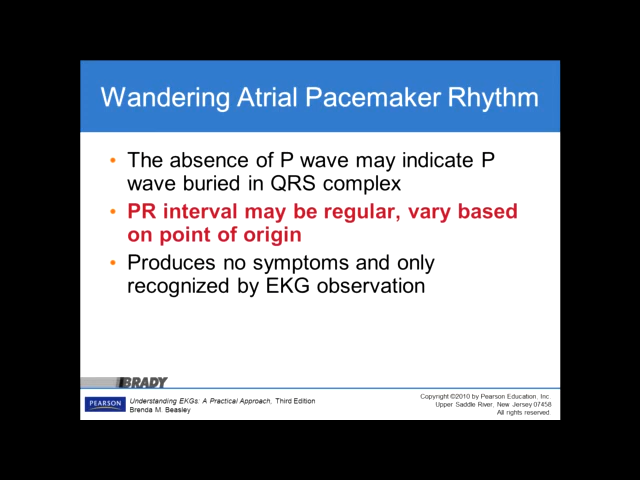 Wandering Atrial Pacemaker Rhythm
• The absence of P wave may indicate P
wave buried in QRS complex
• PR interval may be regular, vary based
on point of origin
• Produces no symptoms and only
recognized by EKG observation
BRADY
PEARSON
Understanding EKGs: A Practical Approach, Third Edition
Brenda M. Beasley
Copyright ©2010 by Pearson Education, Inc.
Upper Saddle River, New Jersey 07458
All rights reserved.